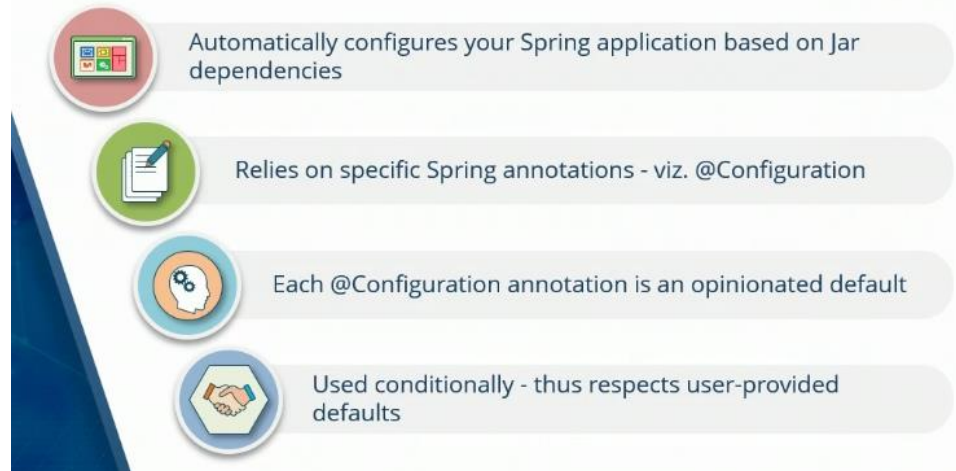 Automatically configures your Spring application based on Jar
dependencies
Relies on specific Spring annotations - viz. @Configuration
Each @Configuration annotation is an opinionated default
Used conditionally - thus respects user-provided
defaults